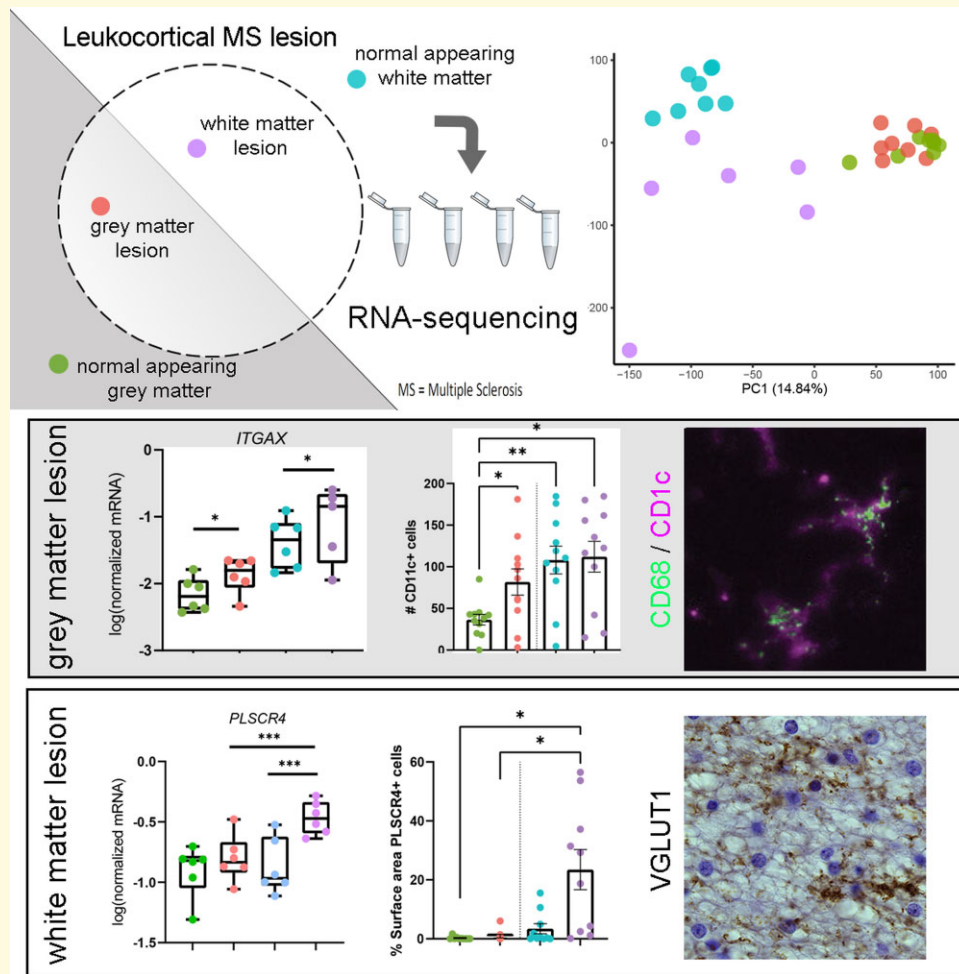 Leukocortical MS lesion
normal appearing
white matter
white matter
lesion
grey matter
lesion
normal appearing
grey matter
RNA-sequencing
MS = Multiple Sclerosis
100
0
-100
-200
−150
−100
−50
0
50
100
PC1 (14.84%)
grey matter lesion
ITGAX
log(normalized mRNA)
-0
-1
-2
-3
*
*
# CD11c+ cells
200
150
100
50
0
*
**
*
CD68 / CD1c
white matter lesion
PLSCR4
log(normalized mRNA)
0.0
-0.5
-1.0
-1.5
***
***
% Surface area PLSCR4+ cells
60
40
20
0
*
*
VGLUT1